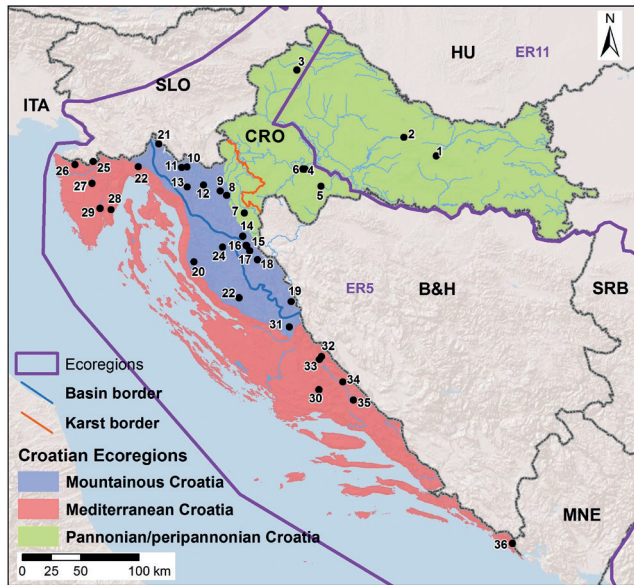 N
HU
ER11
3
SLO
ITA
CRO
21
2
1
26
25
22
11
10
6
4
27
13
12
9
8
5
29
28
7
14
16
15
24
17
18
20
ER5
B&H
SRB
22
19
31
32
33
34
30
35
MNE
36
Ecoregions
Basin border
Karst border
Croatian Ecoregions
Mountainous Croatia
Mediterranean Croatia
Pannonian/peripannonian Croatia
0 25 50 100 km